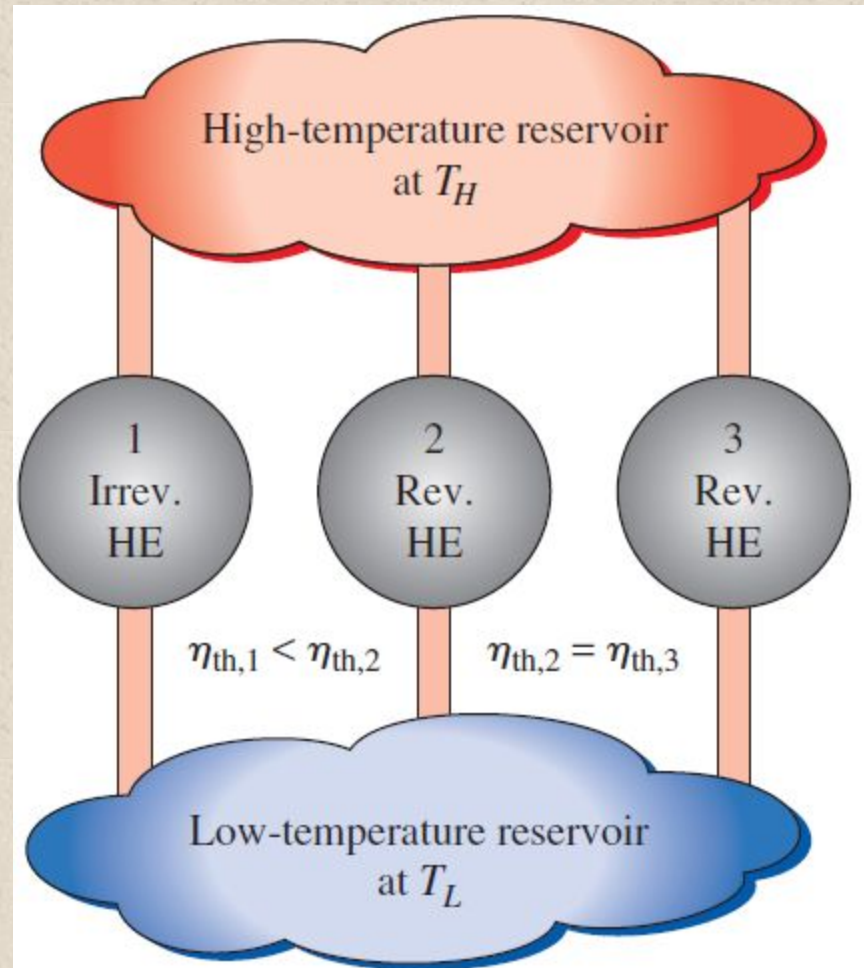 High-temperature reservoir
at T_H
1
Irrev.
HE
2
Rev.
HE
3
Rev.
HE
η_th,1 < η_th,2
η_th,2 = η_th,3
Low-temperature reservoir
at T_L